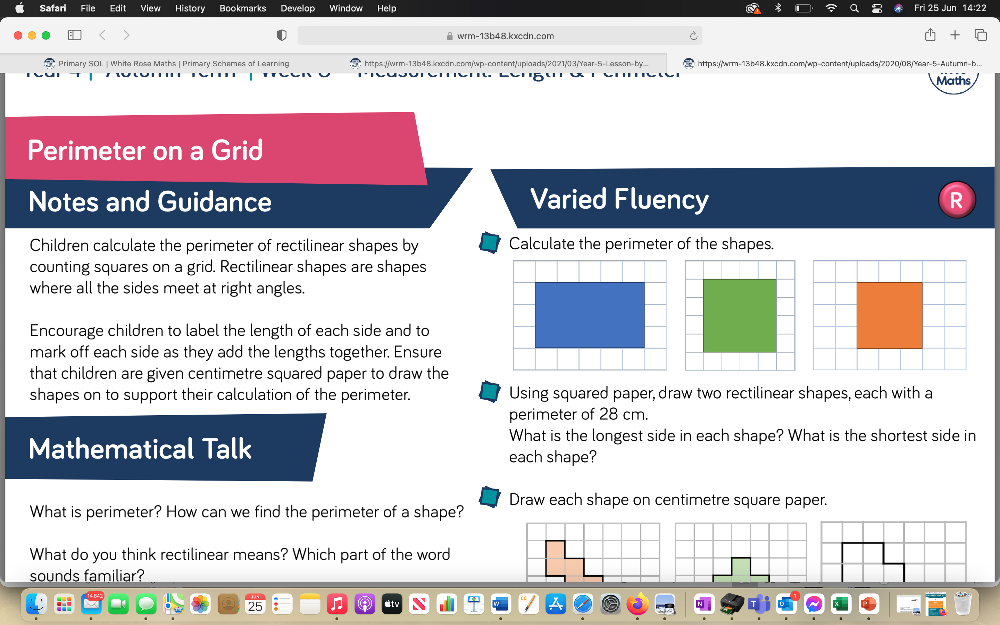 Safari File Edit View History Bookmarks Develop Window Help
Fri 25 Jun 14:22
wrm-13b48.kxcdn.com
Primary SOL | White Rose Maths | Primary Schemes of Learning
https://wrm-13b48.kxcdn.com/wp-content/uploads/2021/03/Year-5-Lesson-by...
https://wrm-13b48.kxcdn.com/wp-content/uploads/2020/08/Year-5-Autumn-b...
Year 4 | Autumn Term | Week 8 – Measurement: Length & Perimeter
Maths
Perimeter on a Grid
Notes and Guidance
Children calculate the perimeter of rectilinear shapes by
counting squares on a grid. Rectilinear shapes are shapes
where all the sides meet at right angles.
Encourage children to label the length of each side and to
mark off each side as they add the lengths together. Ensure
that children are given centimetre squared paper to draw the
shapes on to support their calculation of the perimeter.
Mathematical Talk
What is perimeter? How can we find the perimeter of a shape?
What do you think rectilinear means? Which part of the word
sounds familiar?
Varied Fluency
R
Calculate the perimeter of the shapes.
Using squared paper, draw two rectilinear shapes, each with a
perimeter of 28 cm.
What is the longest side in each shape? What is the shortest side in
each shape?
Draw each shape on centimetre square paper.
14,842
280
JUN
25
tv
W
N
T
O
1
X
P